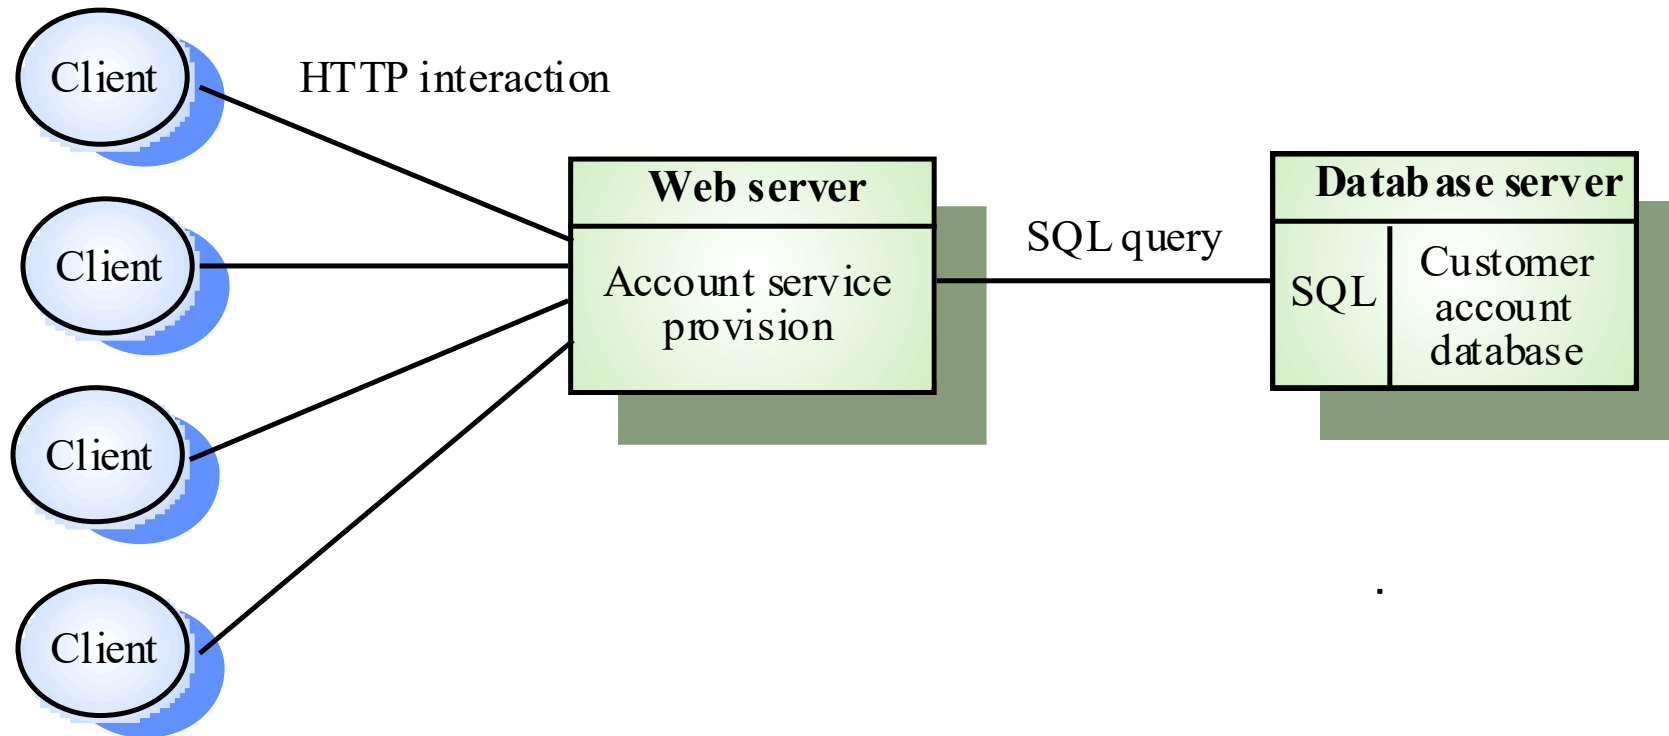 Client
HTTP interaction
Client
Client
Client
Web server
Account service
provision
SQL query
Database server
SQL
Customer
account
database
.